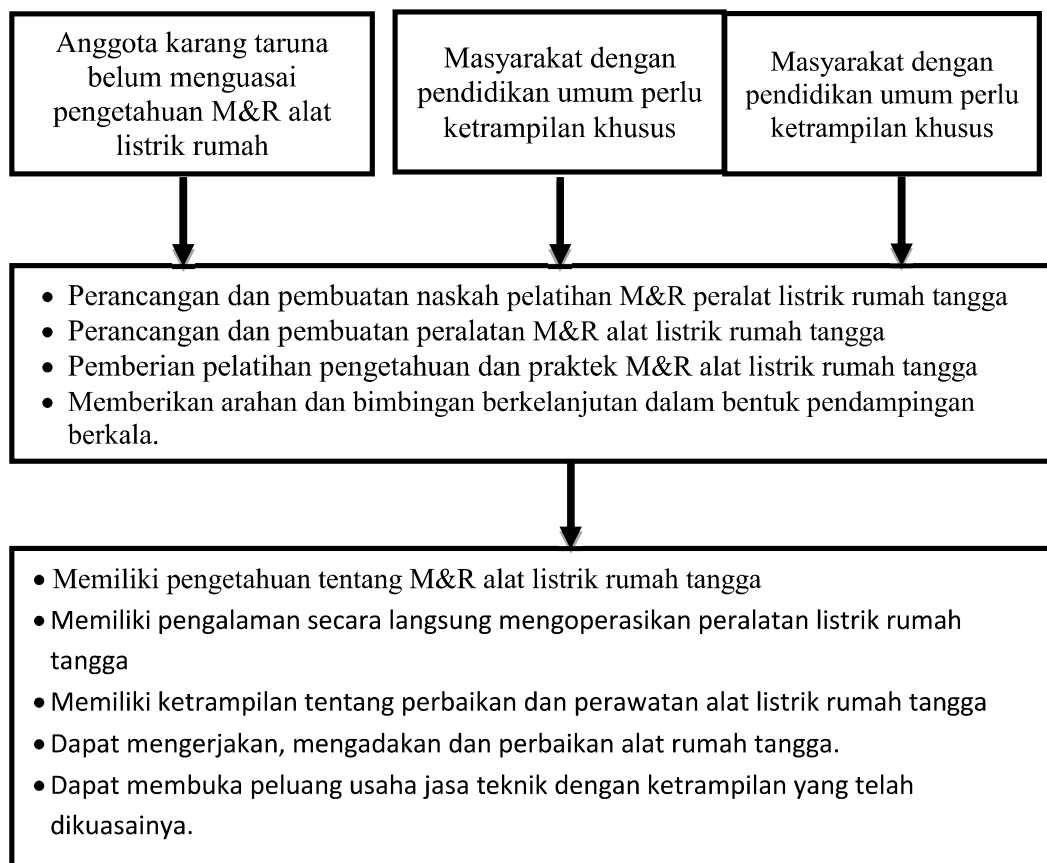 Anggota karang taruna
belum menguasai
pengetahuan M&R alat
listrik rumah
Masyarakat dengan
pendidikan umum perlu
ketrampilan khusus
Masyarakat dengan
pendidikan umum perlu
ketrampilan khusus
• Perancangan dan pembuatan naskah pelatihan M&R peralat listrik rumah tangga
• Perancangan dan pembuatan peralatan M&R alat listrik rumah tangga
• Pemberian pelatihan pengetahuan dan praktek M&R alat listrik rumah tangga
• Memberikan arahan dan bimbingan berkelanjutan dalam bentuk pendampingan
berkala.
• Memiliki pengetahuan tentang M&R alat listrik rumah tangga
• Memiliki pengalaman secara langsung mengoperasikan peralatan listrik rumah
tangga
• Memiliki ketrampilan tentang perbaikan dan perawatan alat listrik rumah tangga
• Dapat mengerjakan, mengadakan dan perbaikan alat rumah tangga.
• Dapat membuka peluang usaha jasa teknik dengan ketrampilan yang telah
dikuasainya.